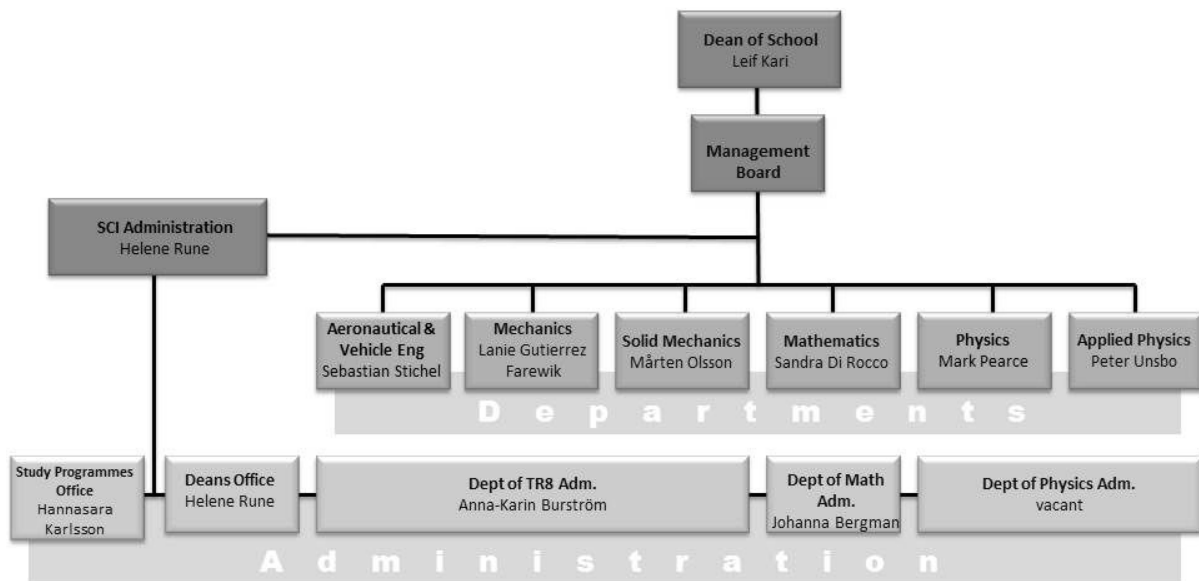 Dean of School
Leif Kari
Management
Board
SCI Administration
Helene Rune
Aeronautical &
Vehicle Eng
Sebastian Stichel
Mechanics
Lanie Gutierrez
Farewik
Solid Mechanics
Mårten Olsson
Mathematics
Sandra Di Rocco
Physics
Mark Pearce
Applied Physics
Peter Unsbo
Departments
Study Programmes
Office
Hannasara
Karlsson
Deans Office
Helene Rune
Dept of TR8 Adm.
Anna-Karin Burström
Dept of Math
Adm.
Johanna Bergman
Dept of Physics Adm.
vacant
Administration